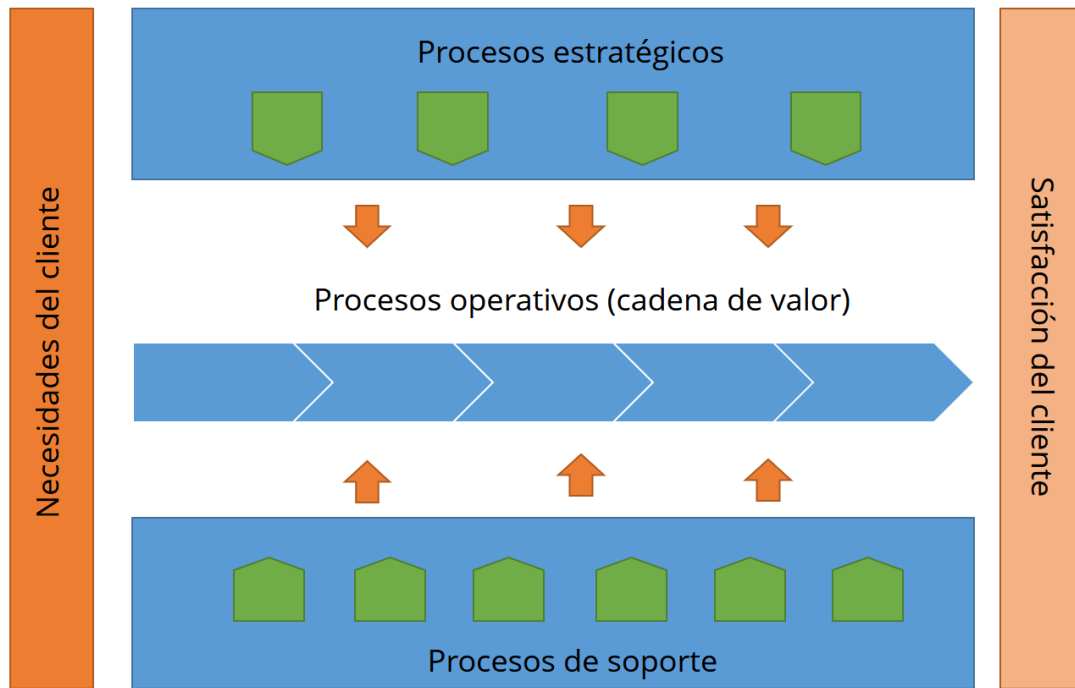 Necesidades del cliente
Procesos estratégicos
Procesos operativos (cadena de valor)
Procesos de soporte
Satisfacción del cliente